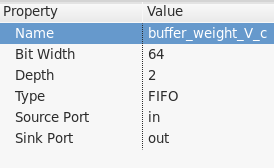 Property Value
Name buffer_weight_V_c
Bit Width 64
Depth 2
Type FIFO
Source Port in
Sink Port out